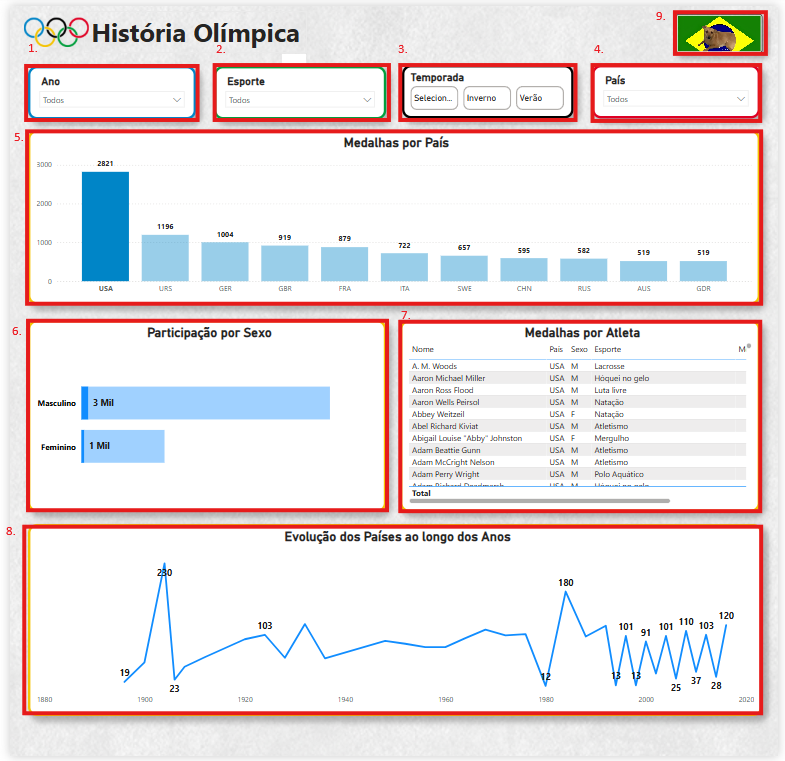 9.
História Olímpica
1. 2. 3. 4.
Ano Esporte Temporada País
Todos Todos Selecion... Inverno Verão Todos
5.
Medalhas por País
3000
2000
1000
0
2821 1196 1004 919 879 722 657 595 582 519 519
USA URS GER GBR FRA ITA SWE CHN RUS AUS GDR
6.
Participação por Sexo
Masculino 3 Mil
Feminino 1 Mil
7.
Medalhas por Atleta
Nome País Sexo Esporte M
A. M. Woods USA M Lacrosse
Aaron Michael Miller USA M Hóquei no gelo
Aaron Ross Flood USA M Luta livre
Aaron Wells Peirsol USA M Natação
Abbey Weitzeil USA F Natação
Abel Richard Kiviat USA M Atletismo
Abigail Louise "Abby" Johnston USA F Mergulho
Adam Beattie Gunn USA M Atletismo
Adam McCright Nelson USA M Atletismo
Adam Perry Wright USA M Polo Aquático
Adam Richard Deadmarsh USA M Hóquei no gelo
Total
8.
Evolução dos Países ao longo dos Anos
19 230 23 103 12 180 13 101 13 91 101 25 110 37 103 28 120
1880 1900 1920 1940 1960 1980 2000 2020